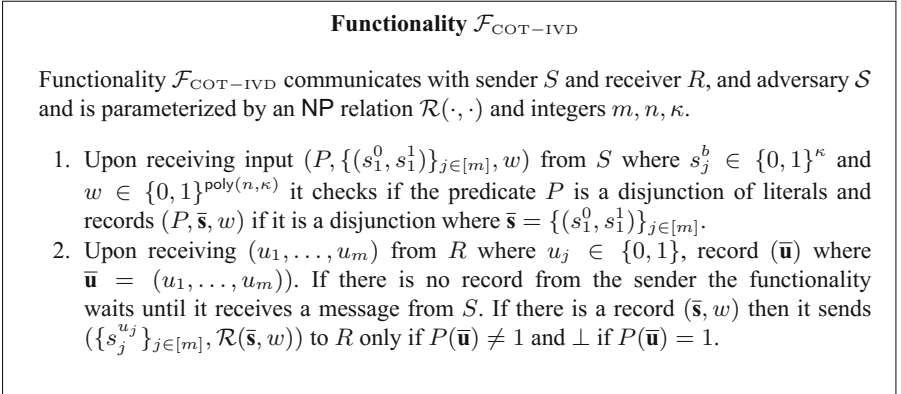 Functionality $\mathcal{F}_{\text{COT-IVD}}$
Functionality $\mathcal{F}_{\text{COT-IVD}}$ communicates with sender $S$ and receiver $R$, and adversary $\mathcal{S}$
and is parameterized by an NP relation $\mathcal{R}(\cdot, \cdot)$ and integers $m, n, \kappa$.
1. Upon receiving input $(P, \{(s_1^0, s_1^1)\}_{j \in [m]}, w)$ from $S$ where $s_j^b \in \{0, 1\}^\kappa$ and
$w \in \{0, 1\}^{\text{poly}(n,\kappa)}$ it checks if the predicate $P$ is a disjunction of literals and
records $(P, \bar{\mathbf{s}}, w)$ if it is a disjunction where $\bar{\mathbf{s}} = \{(s_1^0, s_1^1)\}_{j \in [m]}$.
2. Upon receiving $(u_1, \ldots, u_m)$ from $R$ where $u_j \in \{0, 1\}$, record $(\bar{\mathbf{u}})$ where
$\bar{\mathbf{u}} = (u_1, \ldots, u_m))$. If there is no record from the sender the functionality
waits until it receives a message from $S$. If there is a record $(\bar{\mathbf{s}}, w)$ then it sends
$(\{s_j^{u_j}\}_{j \in [m]}, \mathcal{R}(\bar{\mathbf{s}}, w))$ to $R$ only if $P(\bar{\mathbf{u}}) \neq 1$ and $\bot$ if $P(\bar{\mathbf{u}}) = 1$.